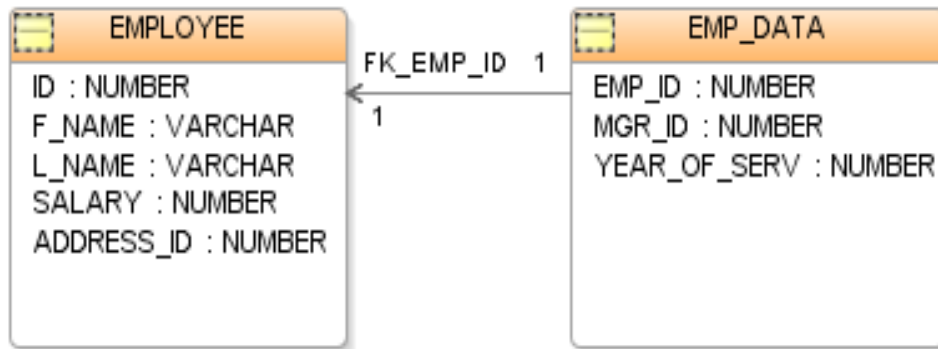 EMPLOYEE
ID : NUMBER
F_NAME : VARCHAR
L_NAME : VARCHAR
SALARY : NUMBER
ADDRESS_ID : NUMBER
FK_EMP_ID 1
1
EMP_DATA
EMP_ID : NUMBER
MGR_ID : NUMBER
YEAR_OF_SERV : NUMBER